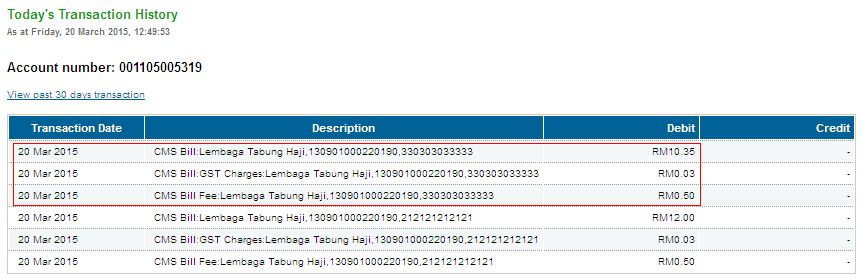 Today's Transaction History
As at Friday, 20 March 2015, 12:49:53
Account number: 001105005319
View past 30 days transaction
Transaction Date Description Debit Credit
20 Mar 2015 CMS Bill:Lembaga Tabung Haji,130901000220190,330303033333 RM10.35 -
20 Mar 2015 CMS Bill:GST Charges:Lembaga Tabung Haji,130901000220190,330303033333 RM0.03 -
20 Mar 2015 CMS Bill Fee:Lembaga Tabung Haji,130901000220190,330303033333 RM0.50 -
20 Mar 2015 CMS Bill:Lembaga Tabung Haji,130901000220190,212121212121 RM12.00 -
20 Mar 2015 CMS Bill:GST Charges:Lembaga Tabung Haji,130901000220190,212121212121 RM0.03 -
20 Mar 2015 CMS Bill Fee:Lembaga Tabung Haji,130901000220190,212121212121 RM0.50 -